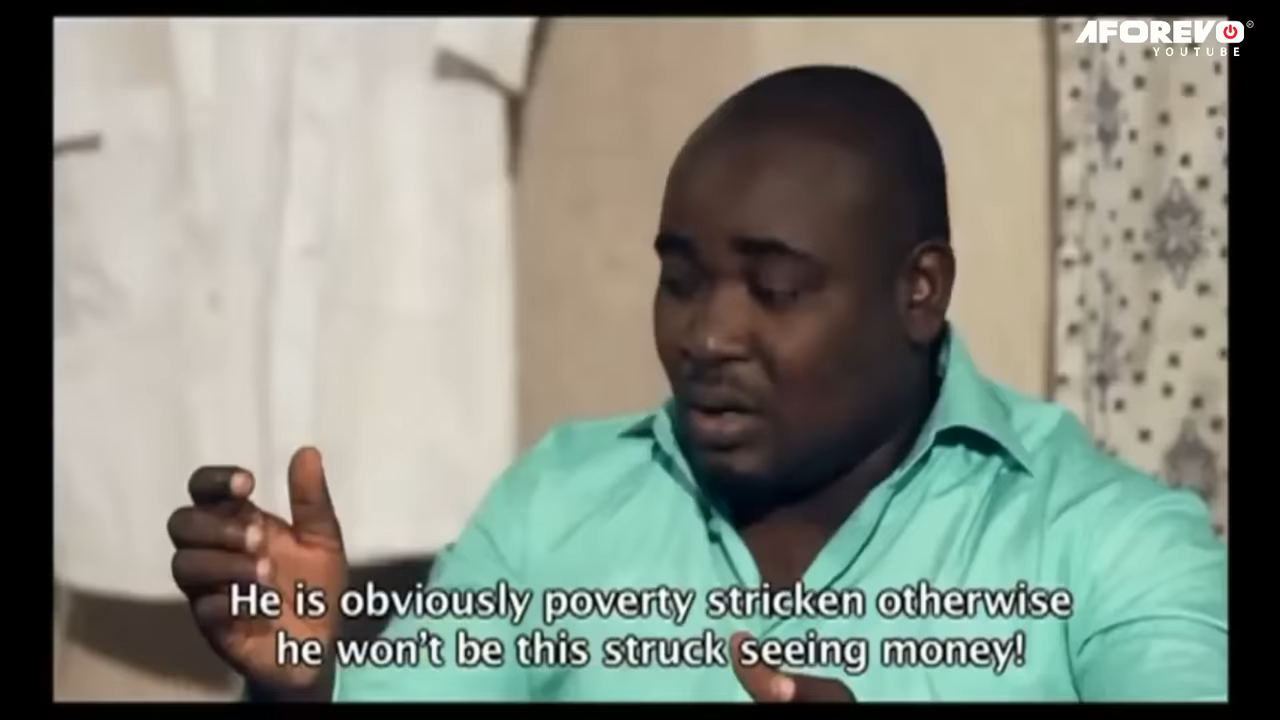 AFOREVO
YOUTUBE
He is obviously poverty stricken otherwise
he won't be this struck seeing money!